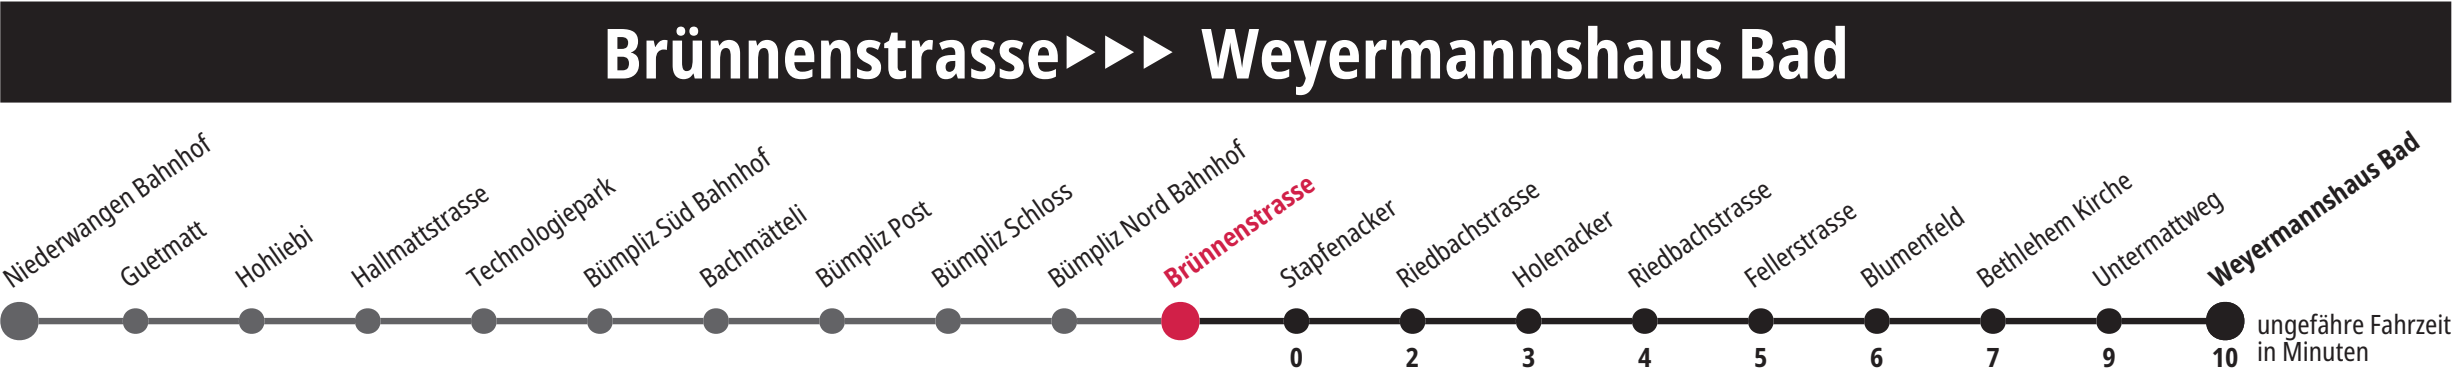 Brünnenstrasse▶▶▶ Weyermannshaus Bad
Niederwangen Bahnhof
Guetmatt
Hohliebi
Hallmattstrasse
Technologiepark
Bümpliz Süd Bahnhof
Bachmätteli
Bümpliz Post
Bümpliz Schloss
Bümpliz Nord Bahnhof
Brünnenstrasse
Stapfenacker
Riedbachstrasse
Holenacker
Riedbachstrasse
Fellerstrasse
Blumenfeld
Bethlehem Kirche
Untermattweg
Weyermannshaus Bad
0 2 3 4 5 6 7 9 10
ungefähre Fahrzeit
in Minuten